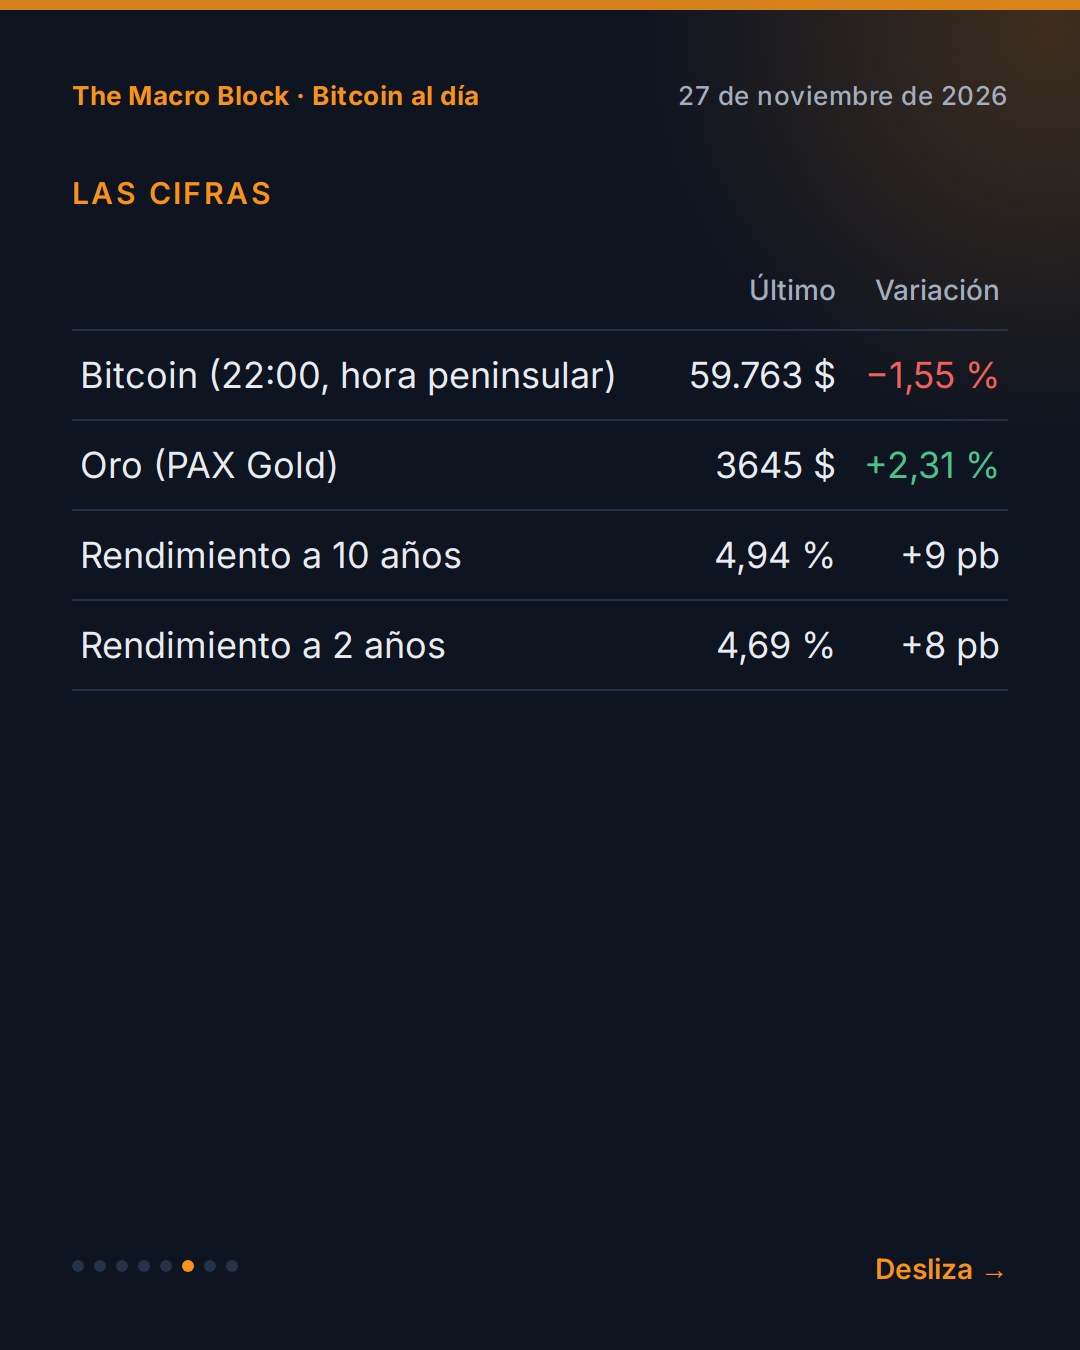 The Macro Block · Bitcoin al día 27 de noviembre de 2026
LAS CIFRAS
Último Variación
Bitcoin (22:00, hora peninsular) 59.763 $ −1,55 %
Oro (PAX Gold) 3645 $ +2,31 %
Rendimiento a 10 años 4,94 % +9 pb
Rendimiento a 2 años 4,69 % +8 pb
Desliza →